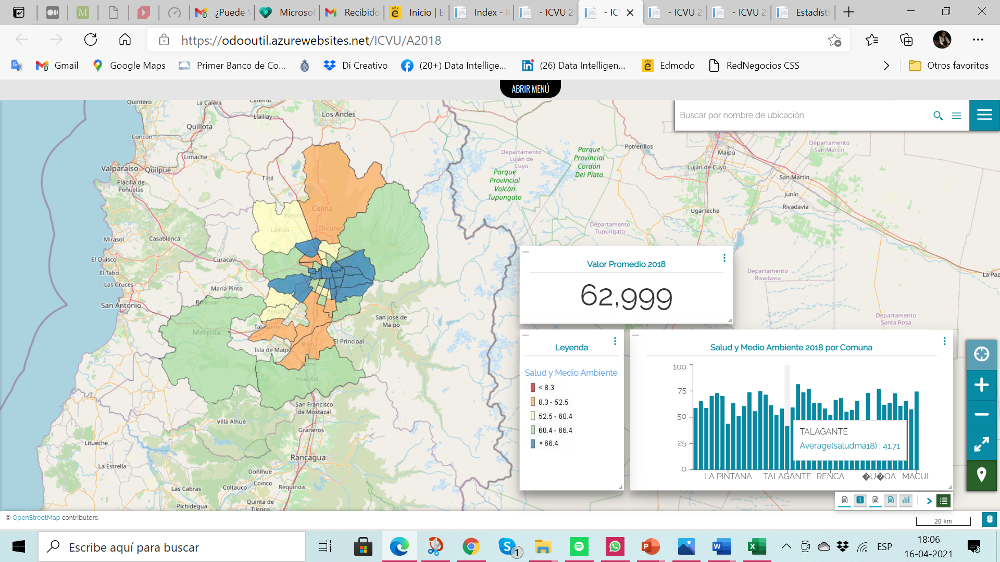 ¿Puede
Microsof
Recibido
Inicio | E
Index - I
- ICVU 2
- ICV
- ICVU 2
- ICVU 2
Estadísti
https://odooutil.azurewebsites.net/ICVU/A2018
Gmail
Google Maps
Primer Banco de Co...
Di Creativo
(20+) Data Intellige...
(26) Data Intelligen...
Edmodo
RedNegocios CSS
Otros favoritos
ABRIR MENÚ
Buscar por nombre de ubicación
Quintero
La Calera
Catemu
Llaillay
Los Andes
Quillota
Concón
Limache
Valparaíso
Quilpué
Placilla de
Peñuelas
Tiltil
Colina
Batuco
Lampa
Chicureo
Mirasol
Casablanca
El Quisco
Curacaví
El Tabo
Las Cruces
María Pinto
San Antonio
Bollenar
Peñaflor
Melipilla
Talagante
Isla de Maipo
Buin
El Principal
Paine
Hospital
San José de
Maipo
San Francisco
de Mostazal
Villa Alhué
Graneros
Litueche
Rancagua
La Estrella
Doñihue
Coltauco
Coinco
Las Cabras
Requinoa
Pichidegua
Quinta de
Tilcoco
Departamento
Luján de
Cuyo
Parque
Provincial
Cordón
Del Plata
Parque
Provincial
Volcán
Tupungato
Potrerillos
Maipú
Departamento
San Martín
Luján de Cuyo
San Martín
Junín
Rivadavia
Ugarteche
Departamento
Tupungato
Departamento
Rivadavia
La Paz
Departamento
Santa Rosa
Valor Promedio 2018
62,999
Leyenda
Salud y Medio Ambiente
< 8.3
8.3 - 52.5
52.5 - 60.4
60.4 - 66.4
> 66.4
Salud y Medio Ambiente 2018 por Comuna
100
75
50
25
0
TALAGANTE
Average(saludma18) : 41.71
LA PINTANA
TALAGANTE
RENCA
�U�OA
MACUL
1
© OpenStreetMap contributors.
20 km
Escribe aquí para buscar
1
ESP
18:06
16-04-2021